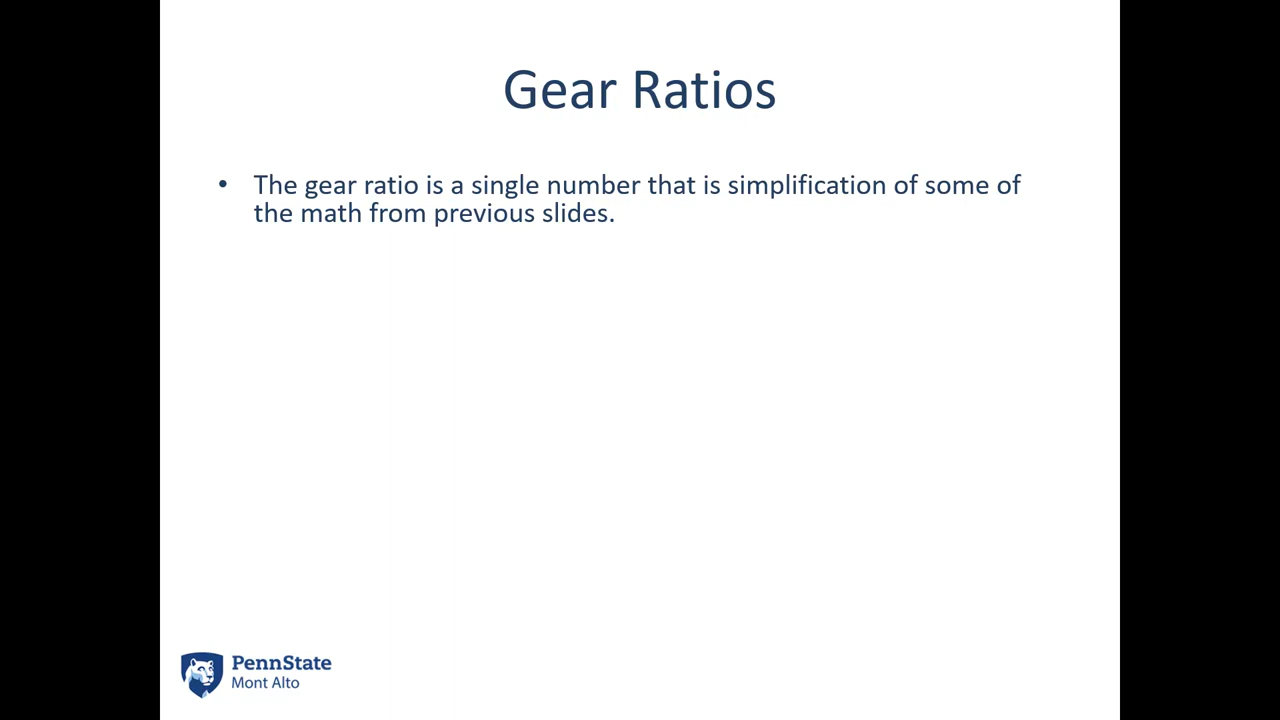 Gear Ratios
• The gear ratio is a single number that is simplification of some of
the math from previous slides.
PennState
Mont Alto